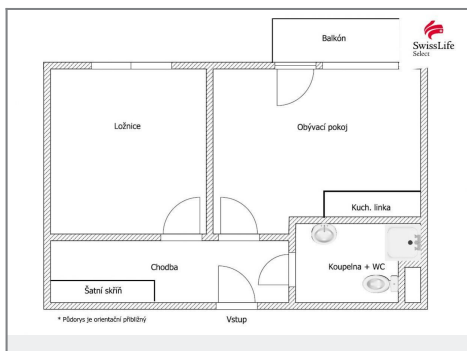 Balkón
SwissLife
Select
Ložnice
Obývací pokoj
Kuch. linka
Chodba
Koupelna + WC
Šatní skříň
* Půdorys je orientační přibližný
Vstup